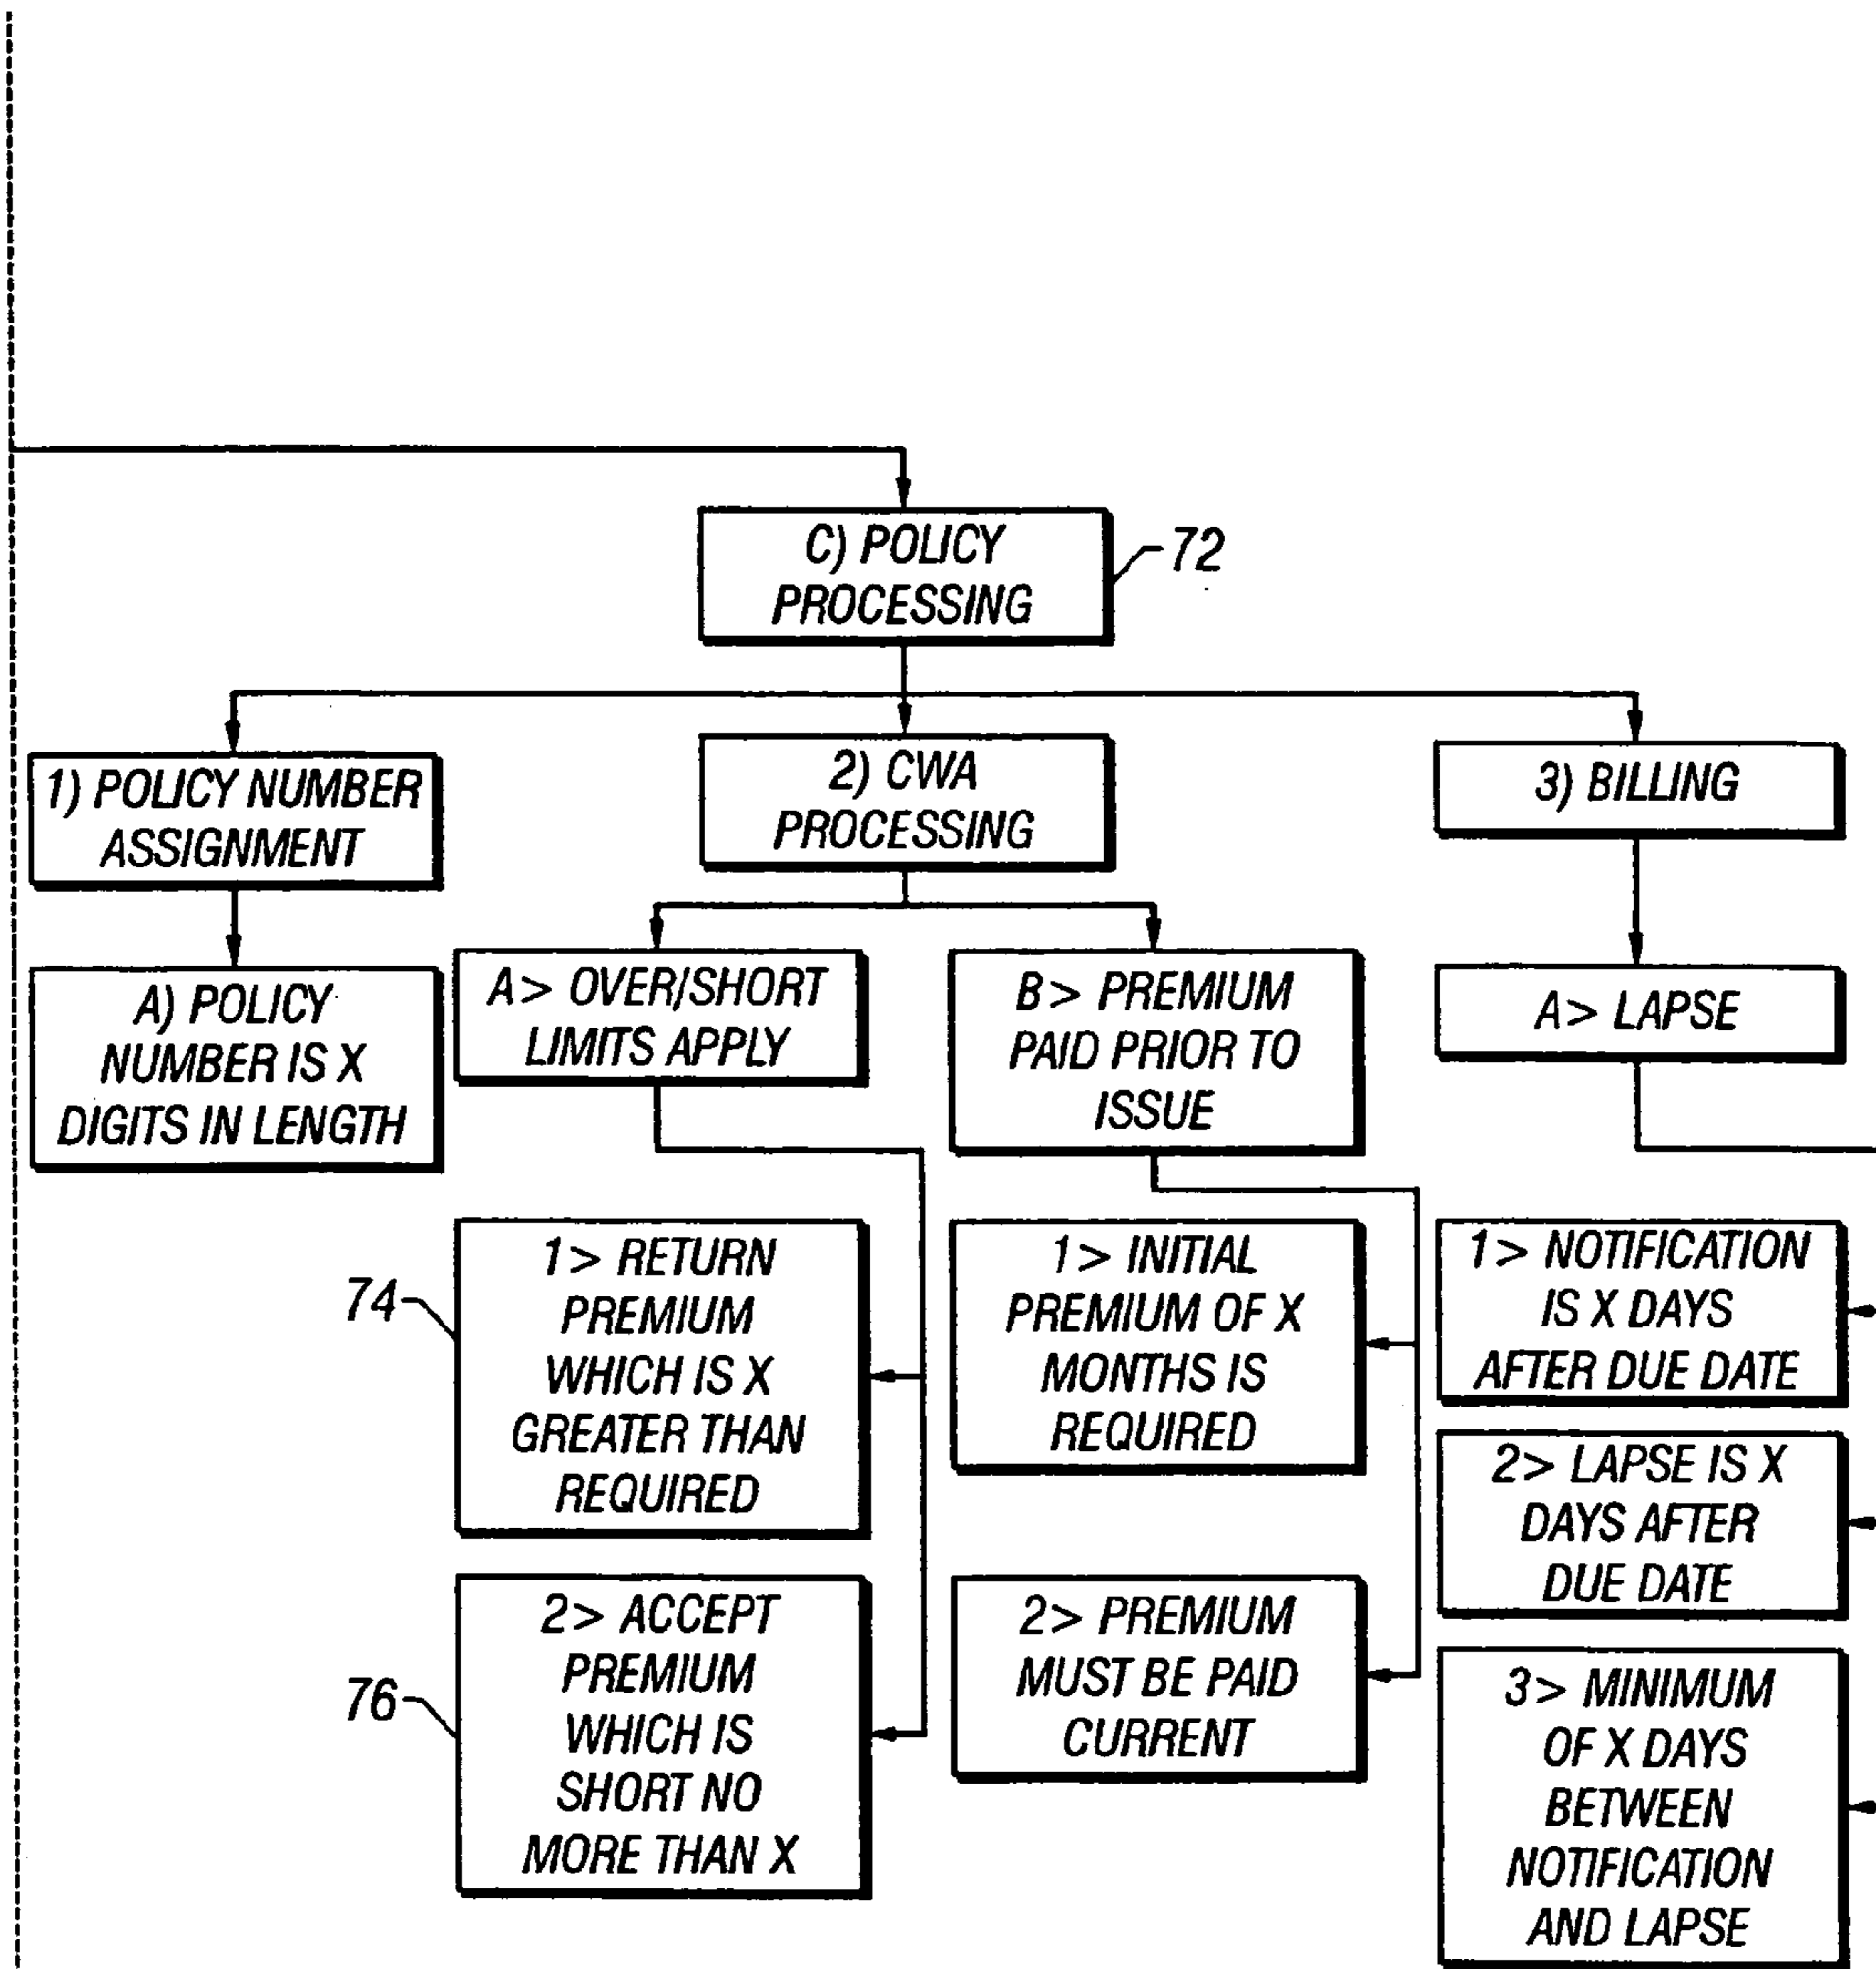 C) POLICY
PROCESSING
72
1) POLICY NUMBER
ASSIGNMENT
2) CWA
PROCESSING
3) BILLING
A) POLICY
NUMBER IS X
DIGITS IN LENGTH
A> OVER/SHORT
LIMITS APPLY
B> PREMIUM
PAID PRIOR TO
ISSUE
A> LAPSE
74
1> RETURN
PREMIUM
WHICH IS X
GREATER THAN
REQUIRED
1> INITIAL
PREMIUM OF X
MONTHS IS
REQUIRED
1> NOTIFICATION
IS X DAYS
AFTER DUE DATE
2> LAPSE IS X
DAYS AFTER
DUE DATE
76
2> ACCEPT
PREMIUM
WHICH IS
SHORT NO
MORE THAN X
2> PREMIUM
MUST BE PAID
CURRENT
3> MINIMUM
OF X DAYS
BETWEEN
NOTIFICATION
AND LAPSE